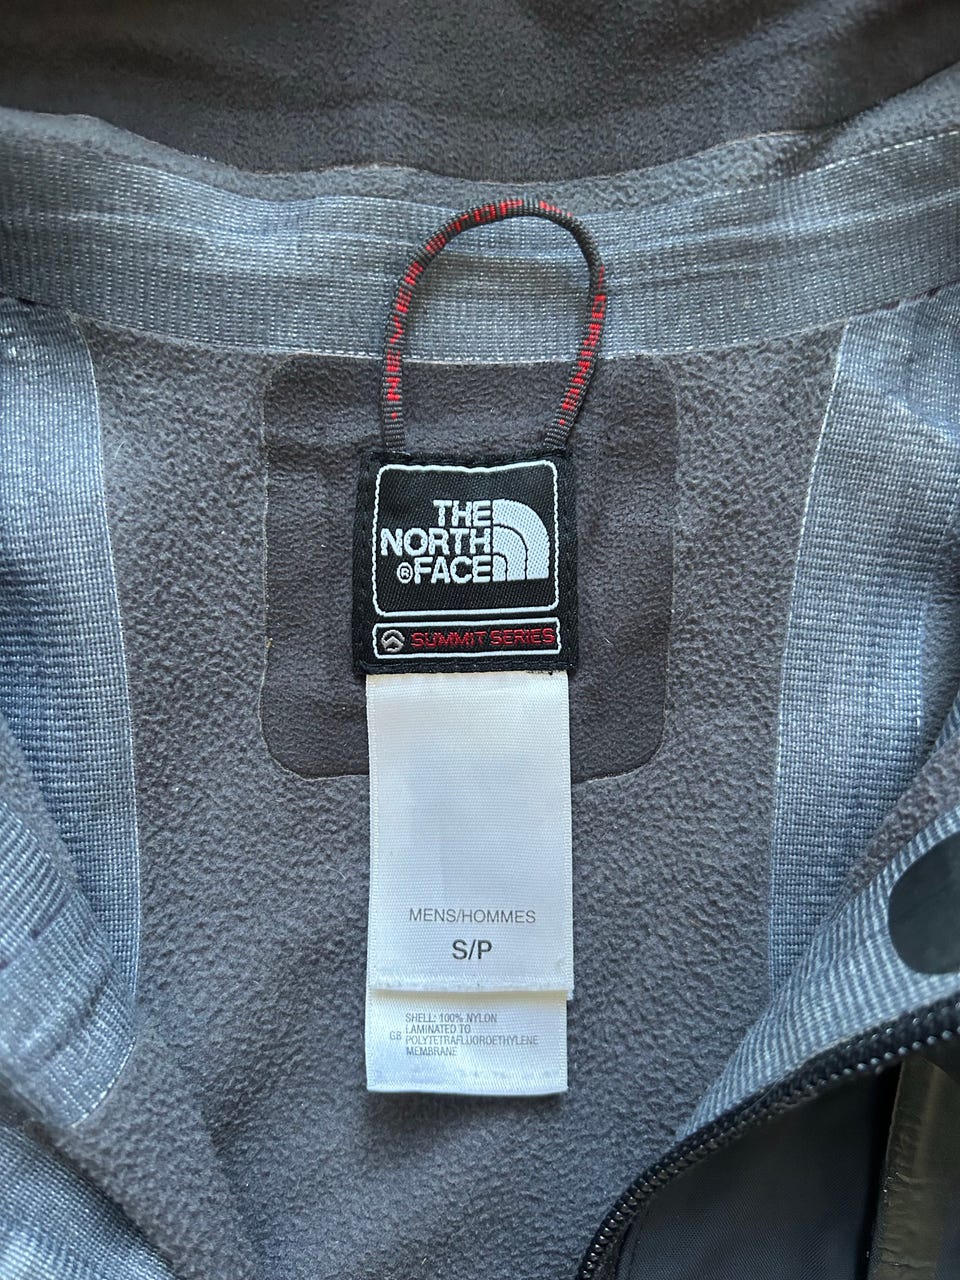 THE
NORTH
®FACE
SUMMIT SERIES
MENS/HOMMES
S/P
SHELL: 100% NYLON
GB LAMINATED TO
POLYTETRAFLUOROETHYLENE
MEMBRANE